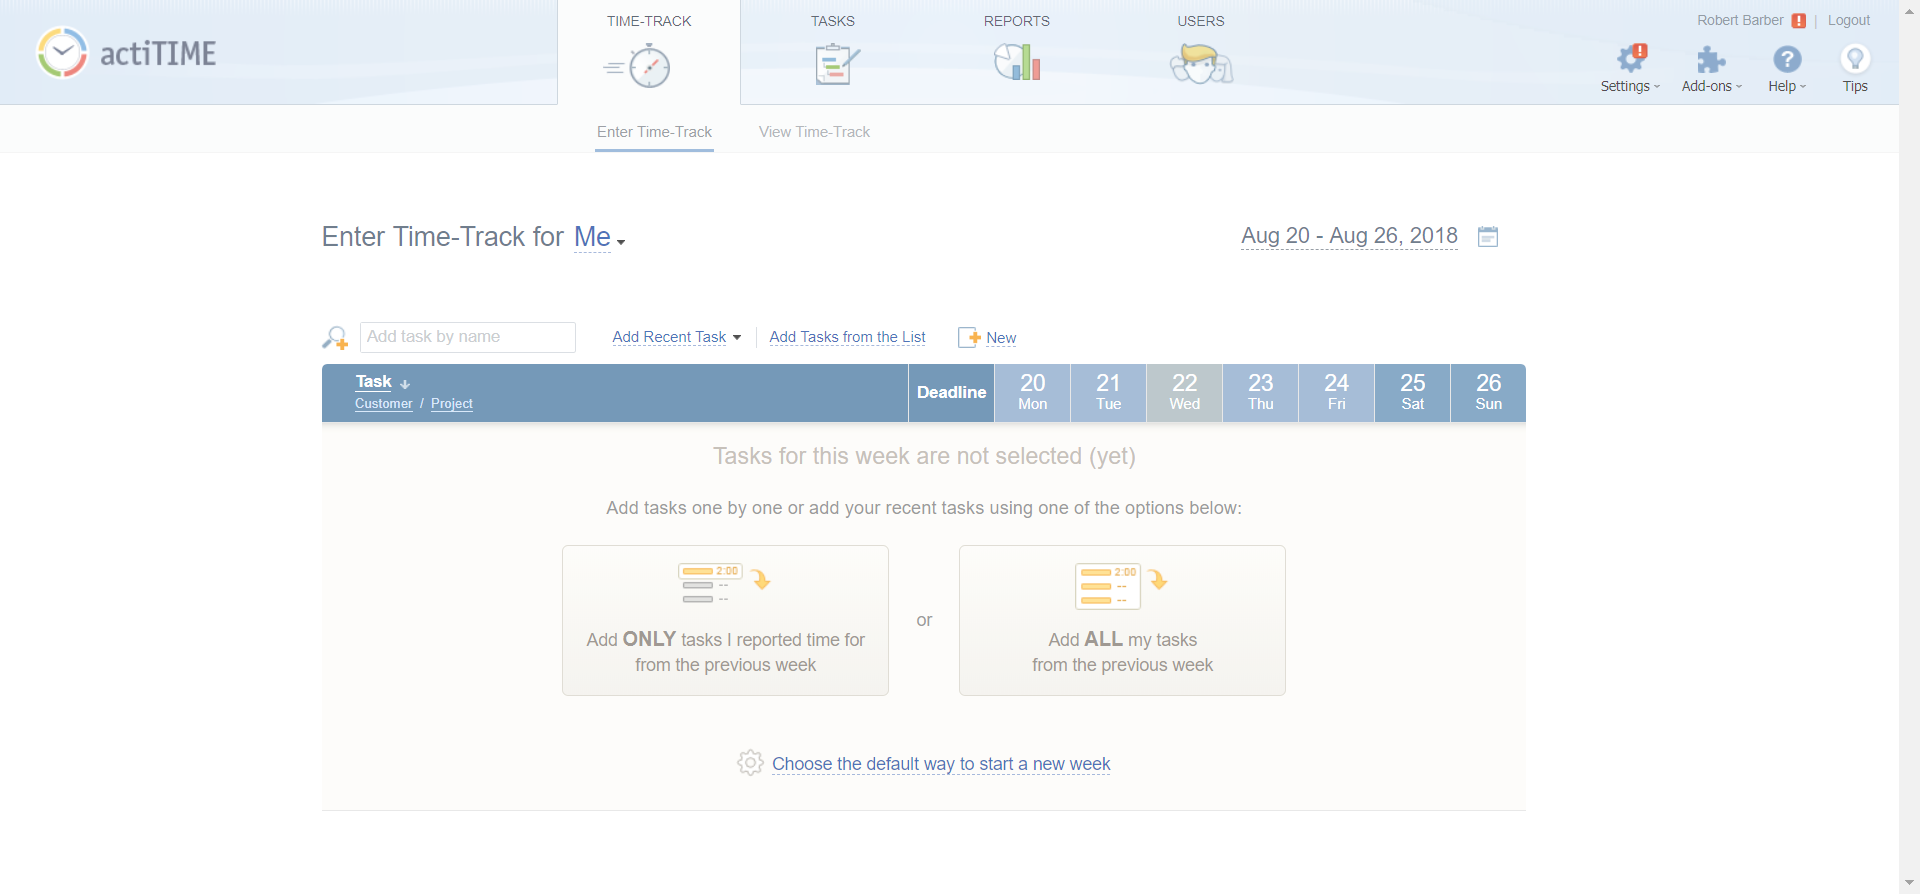 actiTIME
TIME-TRACK
TASKS
REPORTS
USERS
Robert Barber ! | Logout
!
Settings
Add-ons
?
Help
Tips
Enter Time-Track
View Time-Track
Enter Time-Track for Me
Aug 20 - Aug 26, 2018
Add task by name
Add Recent Task
Add Tasks from the List
New
Task
Customer / Project
Deadline
20
Mon
21
Tue
22
Wed
23
Thu
24
Fri
25
Sat
26
Sun
Tasks for this week are not selected (yet)
Add tasks one by one or add your recent tasks using one of the options below:
2:00
--
--
Add ONLY tasks I reported time for
from the previous week
or
2:00
--
--
Add ALL my tasks
from the previous week
Choose the default way to start a new week